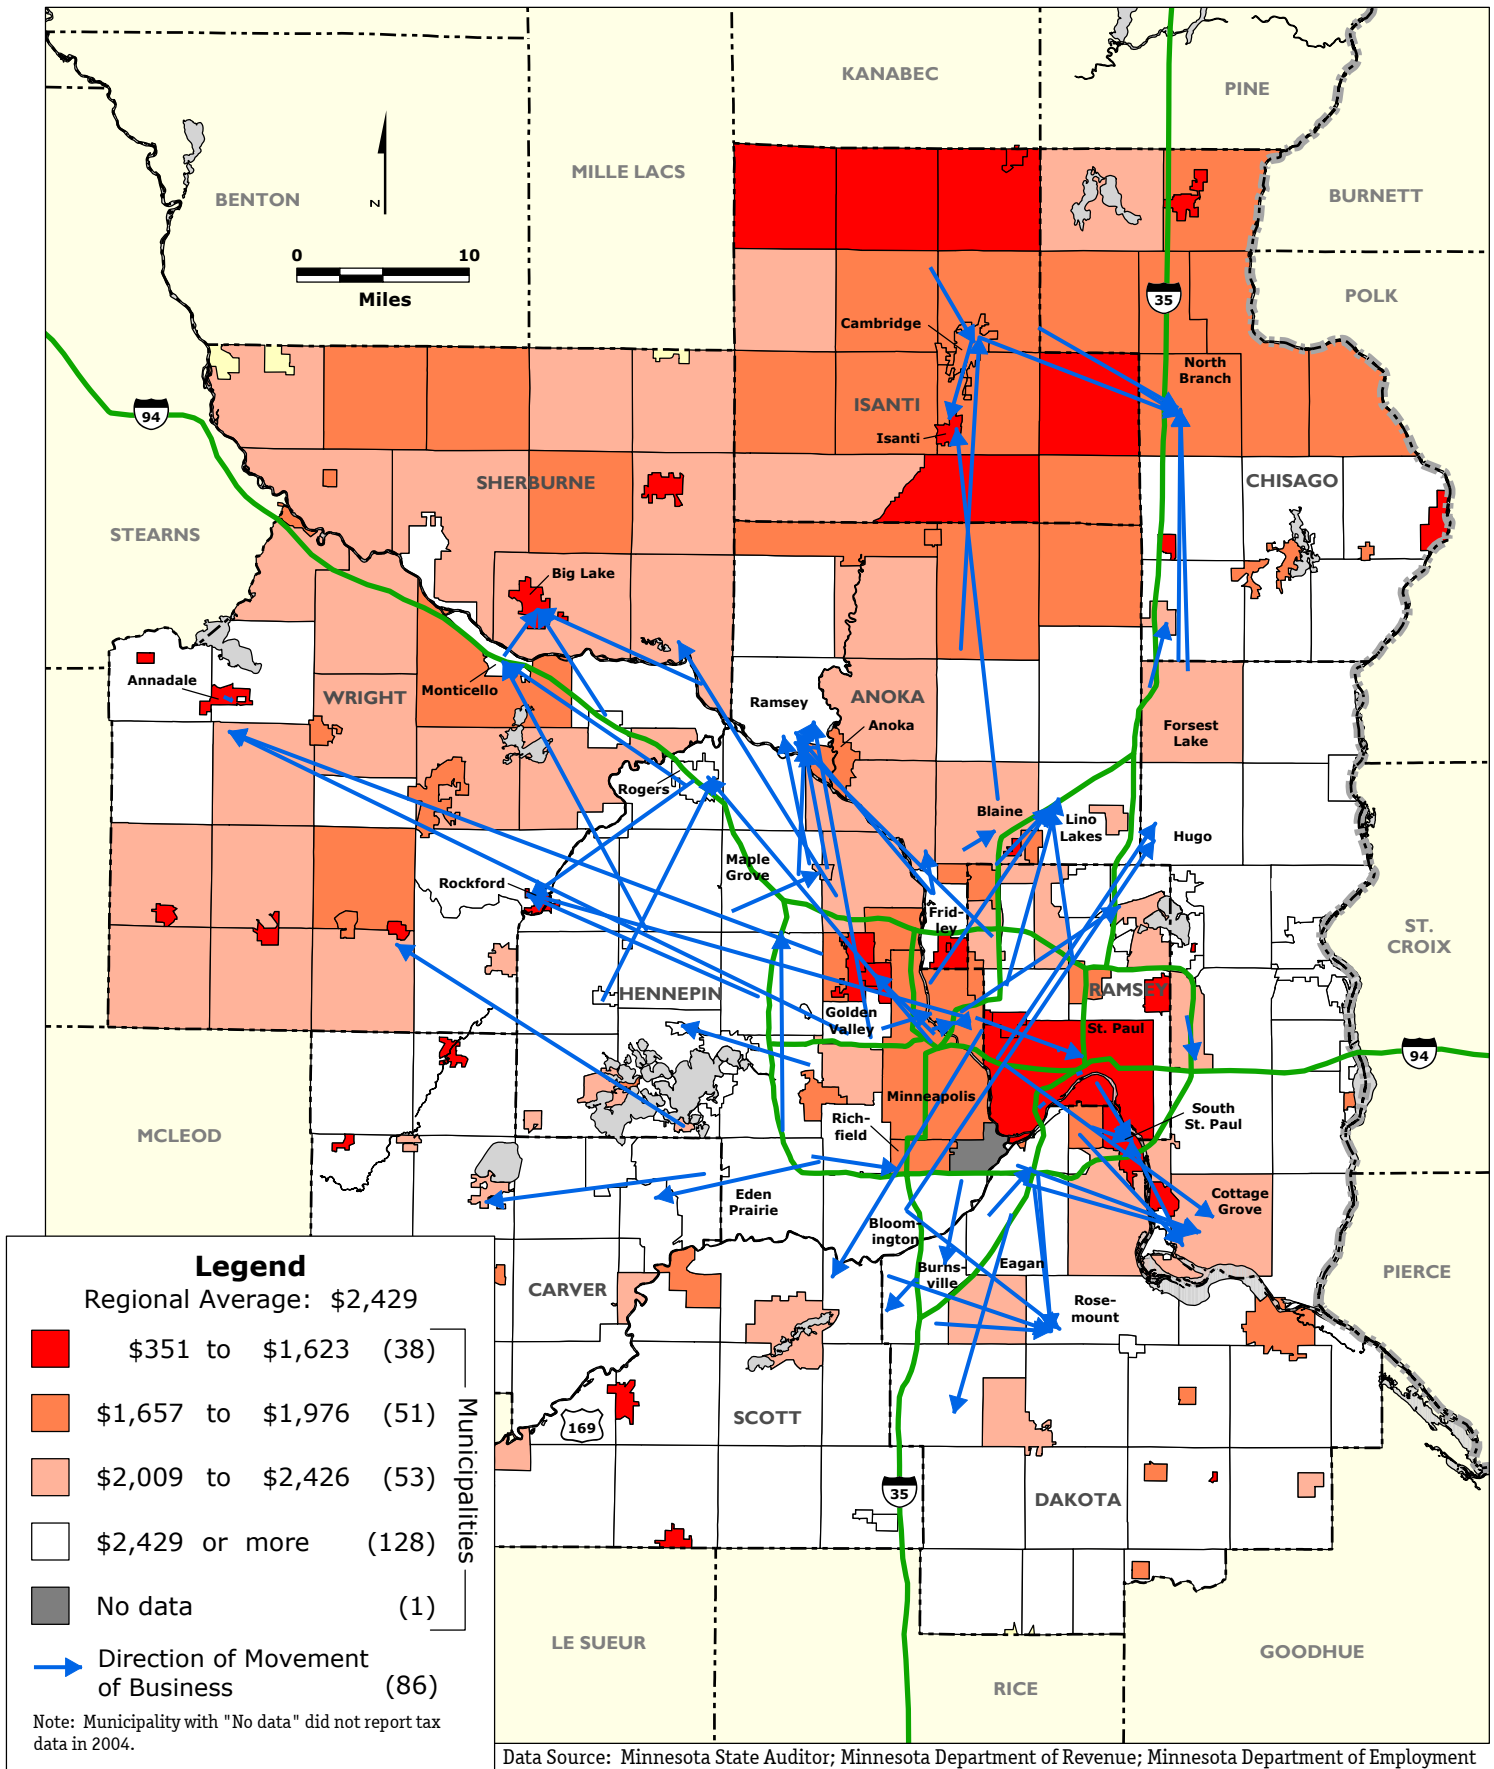 KANABEC
PINE
MILLE LACS
BENTON
BURNETT
N
0 10
Miles
POLK
35
Cambridge
North
Branch
94
ISANTI
Isanti
SHERBURNE
CHISAGO
STEARNS
Big Lake
Annadale
WRIGHT
Monticello
Ramsey
ANOKA
Anoka
Forsest
Lake
Rogers
Blaine
Lino
Lakes
Hugo
Maple
Grove
Rockford
Frid-
ley
ST.
CROIX
HENNEPIN
RAMSEY
Golden
Valley
St. Paul
94
Minneapolis
MCLEOD
Rich-
field
South
St. Paul
Eden
Prairie
Cottage
Grove
Bloom-
ington
Burns-
ville
Eagan
PIERCE
CARVER
Rose-
mount
Legend
Regional Average: $2,429
$351 to $1,623 (38)
$1,657 to $1,976 (51)
$2,009 to $2,426 (53)
$2,429 or more (128)
No data (1)
Municipalities
Direction of Movement
of Business (86)
Note: Municipality with "No data" did not report tax
data in 2004.
169
SCOTT
35
DAKOTA
LE SUEUR
GOODHUE
RICE
Data Source: Minnesota State Auditor; Minnesota Department of Revenue; Minnesota Department of Employment